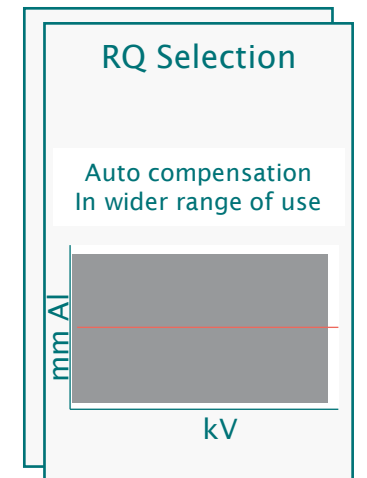 RQ Selection
Auto compensation
In wider range of use
mm Al
kV